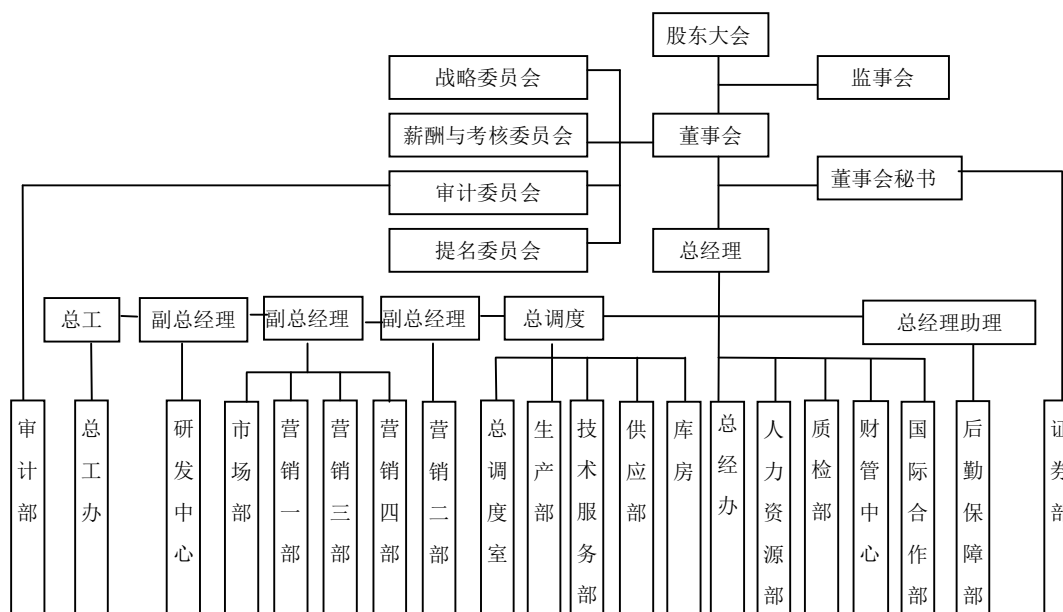 股东大会
战略委员会
监事会
薪酬与考核委员会
董事会
审计委员会
董事会秘书
提名委员会
总经理
总工
副总经理
副总经理
副总经理
总调度
总经理助理
审计部
总工办
研发中心
市场部
营销一部
营销三部
营销四部
营销二部
总调度室
生产部
技术服务部
供应部
库房
总经办
人力资源部
质检部
财管中心
国际合作部
后勤保障部
证券部